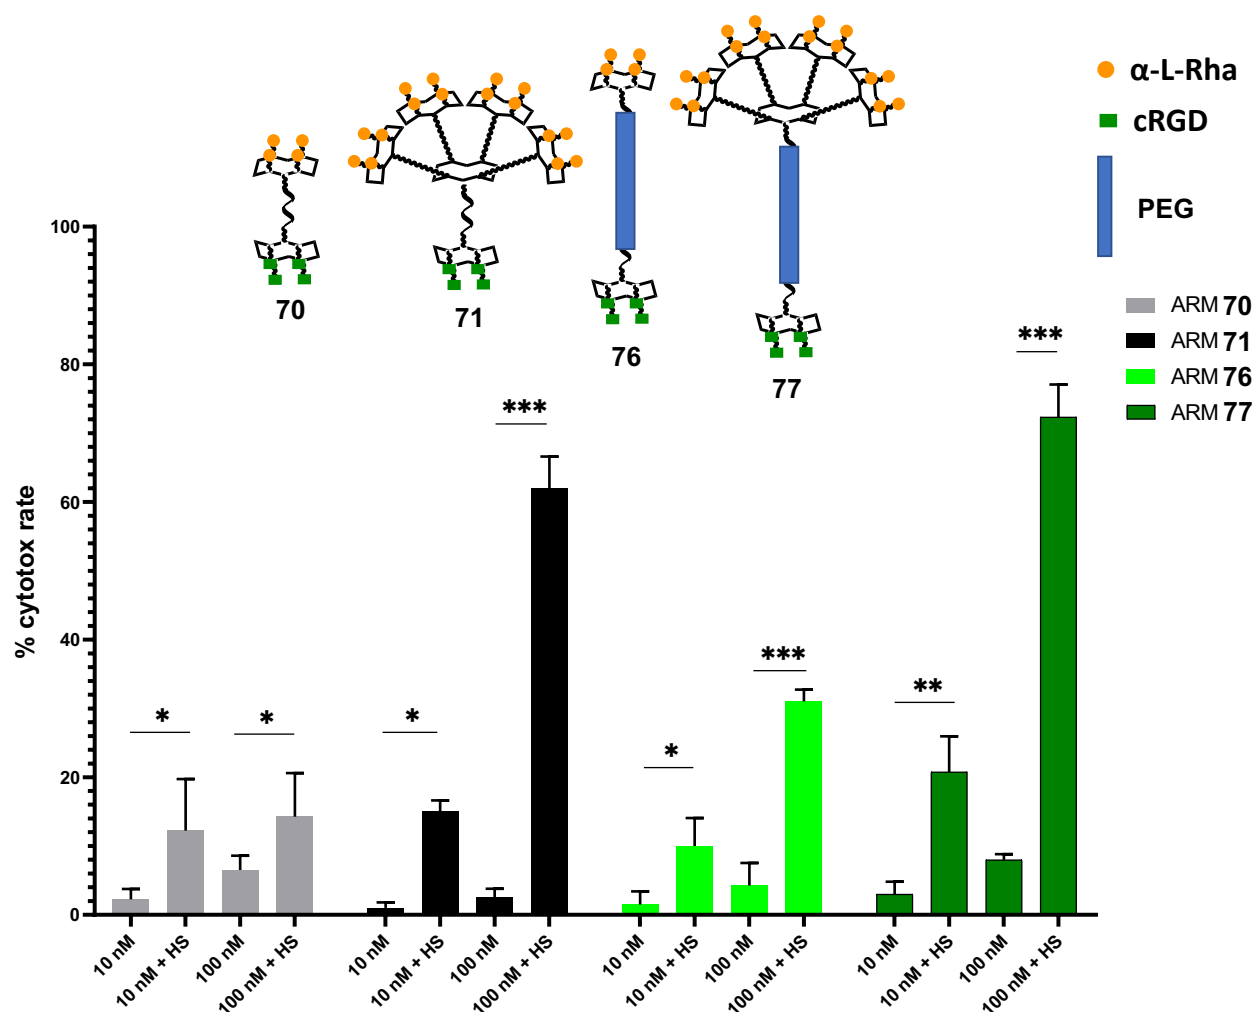 α-L-Rha
cRGD
PEG
70
71
76
77
ARM 70
ARM 71
ARM 76
ARM 77
% cytotox rate
100
80
60
40
20
0
*
*
*
***
*
***
**
***
10 nM
10 nM + HS
100 nM
100 nM + HS
10 nM
10 nM + HS
100 nM
100 nM + HS
10 nM
10 nM + HS
100 nM
100 nM + HS
10 nM
10 nM + HS
100 nM
100 nM + HS